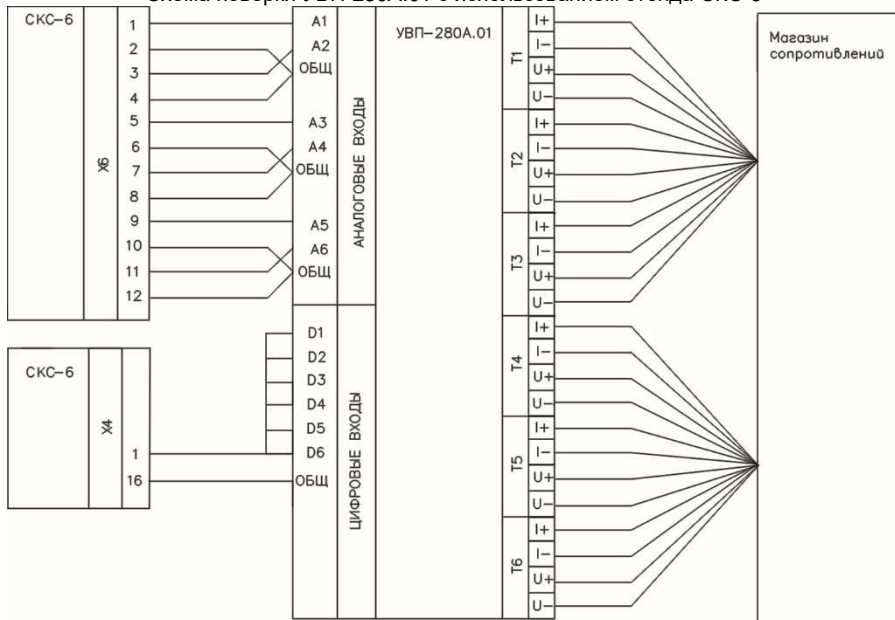 Схема поверки УВП-280А.01 с использованием стенда СКС-6
СКС-6
X6
1
2
3
4
5
6
7
8
9
10
11
12
A1
A2
ОБЩ
A3
A4
ОБЩ
A5
A6
ОБЩ
АНАЛОГОВЫЕ ВХОДЫ
СКС-6
X4
1
16
D1
D2
D3
D4
D5
D6
ОБЩ
ЦИФРОВЫЕ ВХОДЫ
УВП-280А.01
T1
I+
I-
U+
U-
T2
I+
I-
U+
U-
T3
I+
I-
U+
U-
T4
I+
I-
U+
U-
T5
I+
I-
U+
U-
T6
I+
I-
U+
U-
Магазин
сопротивлений